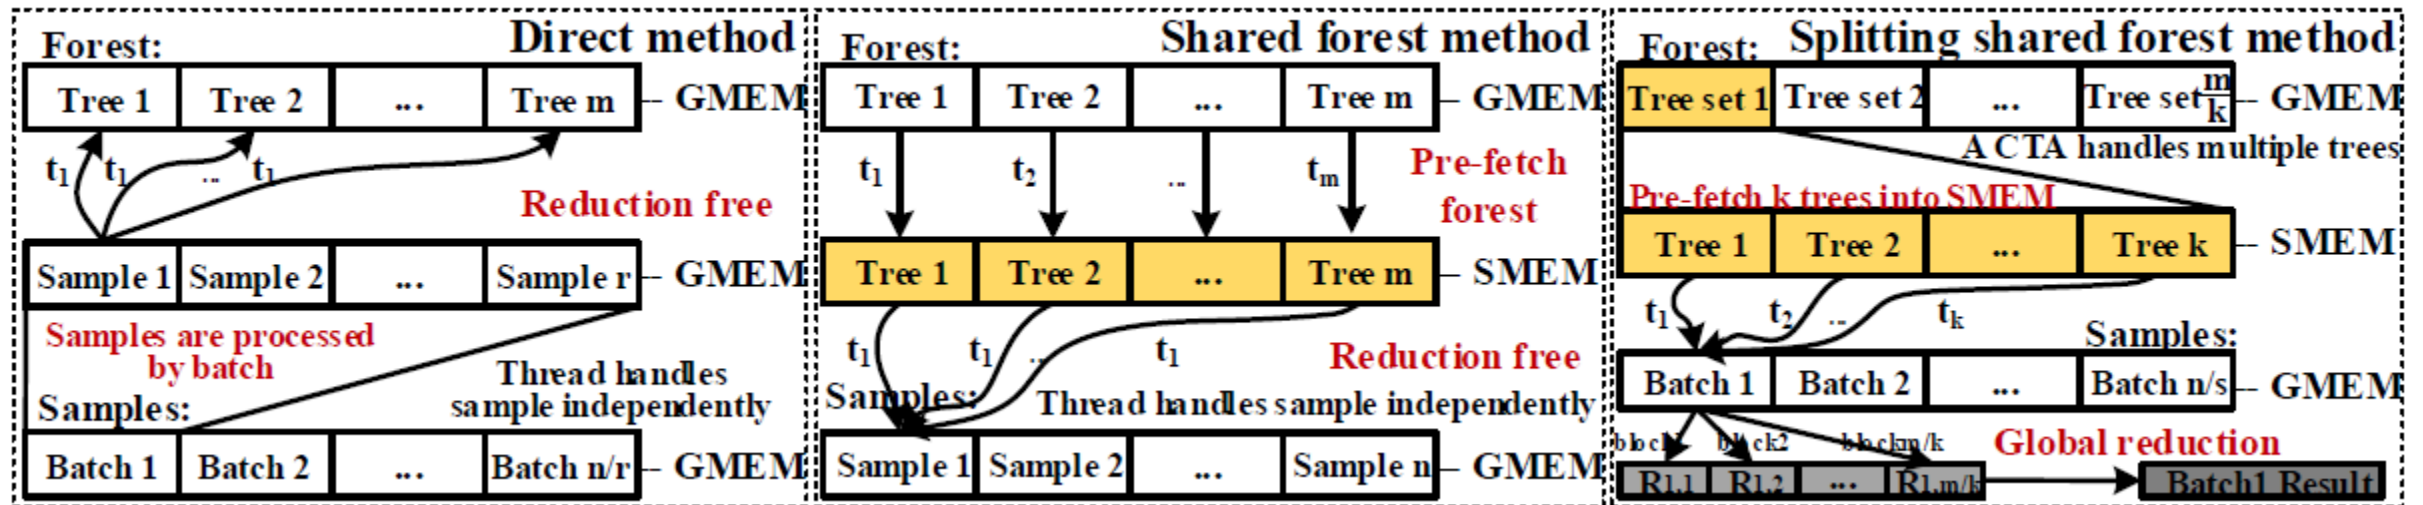 Forest: Direct method
Tree 1 Tree 2 ... Tree m GMEM
t1 t1 ... t1
Reduction free
Sample 1 Sample 2 ... Sample r GMEM
Samples are processed
by batch
Thread handles
sample independently
Samples:
Batch 1 Batch 2 ... Batch n/r GMEM
Forest: Shared forest method
Tree 1 Tree 2 ... Tree m GMEM
t1 t2 ... tm
Pre-fetch
forest
Tree 1 Tree 2 ... Tree m SMEM
t1 t1 ... t1
Reduction free
Samples: Thread handles sample independently
Sample 1 Sample 2 ... Sample n GMEM
Forest: Splitting shared forest method
Tree set 1 Tree set 2 ... Tree set m/k GMEM
A CTA handles multiple trees
Pre-fetch k trees into SMEM
Tree 1 Tree 2 ... Tree k SMEM
t1 t2 ... tk
Samples:
Batch 1 Batch 2 ... Batch n/s GMEM
block1 block2 blockm/k
Global reduction
R1,1 R1,2 ... R1,m/k Batch1 Result